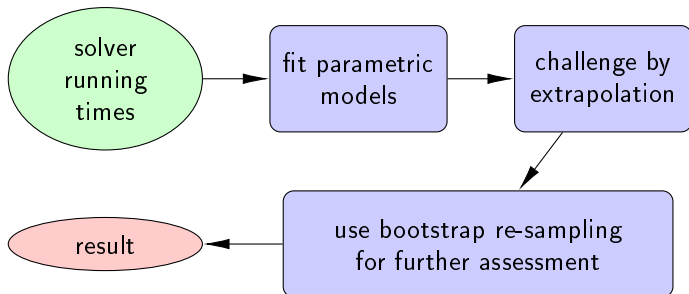 solver
running
times
fit parametric
models
challenge by
extrapolation
use bootstrap re-sampling
for further assessment
result